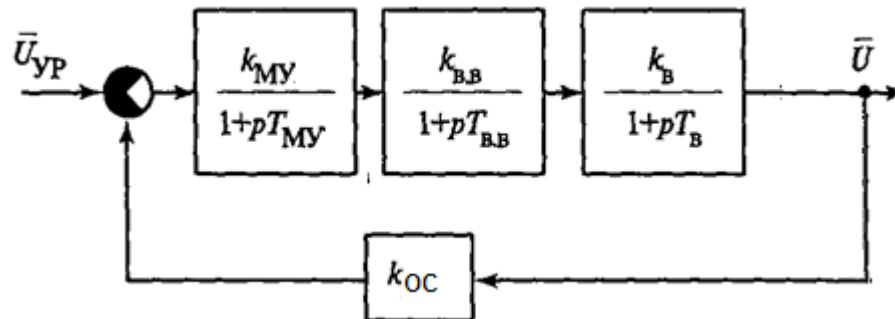 Ū_УР
k_МУ
1+pT_МУ
k_в.в
1+pT_в.в
k_в
1+pT_в
Ū
k_ОС